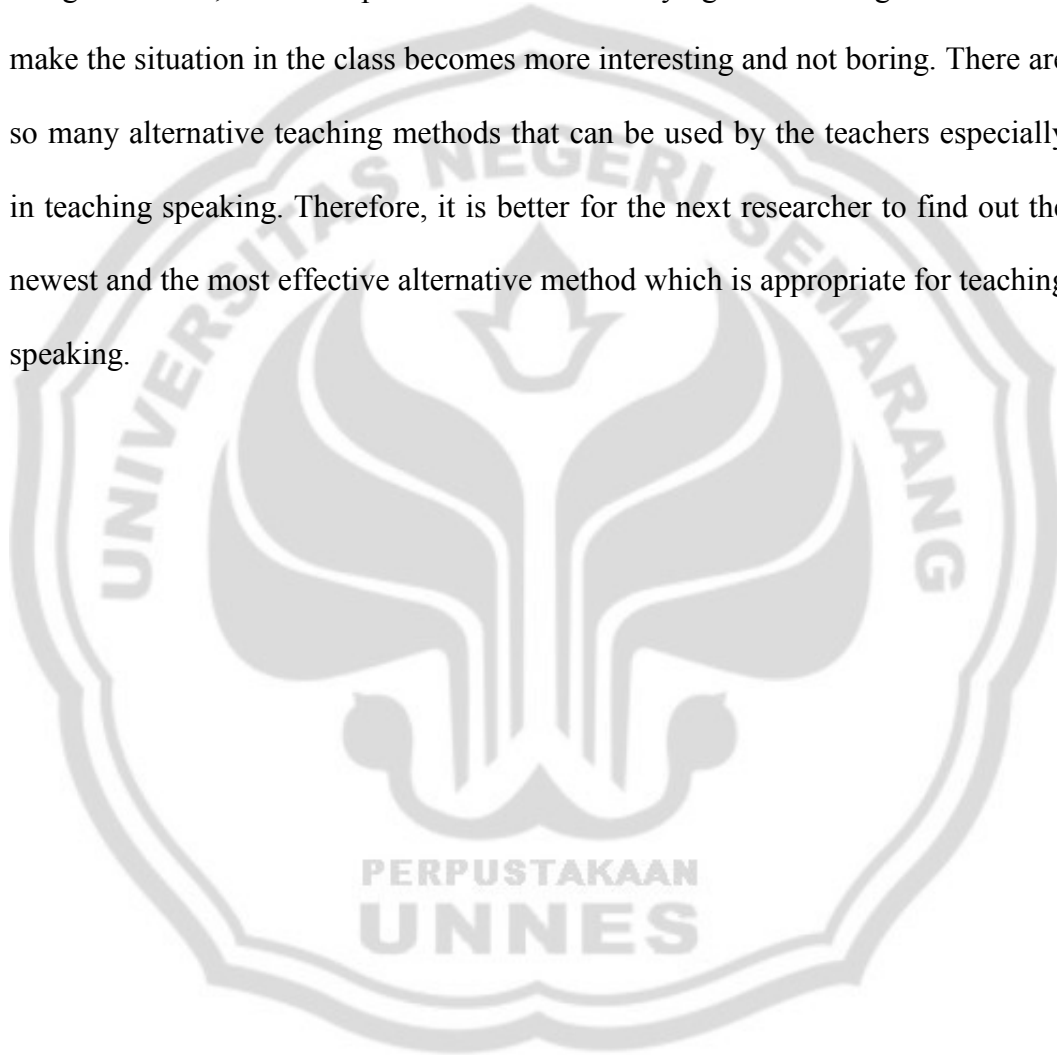 make the situation in the class becomes more interesting and not boring. There are
so many alternative teaching methods that can be used by the teachers especially
in teaching speaking. Therefore, it is better for the next researcher to find out the
newest and the most effective alternative method which is appropriate for teaching
speaking.
UNIVERSITAS NEGERI SEMARANG
PERPUSTAKAAN
UNNES